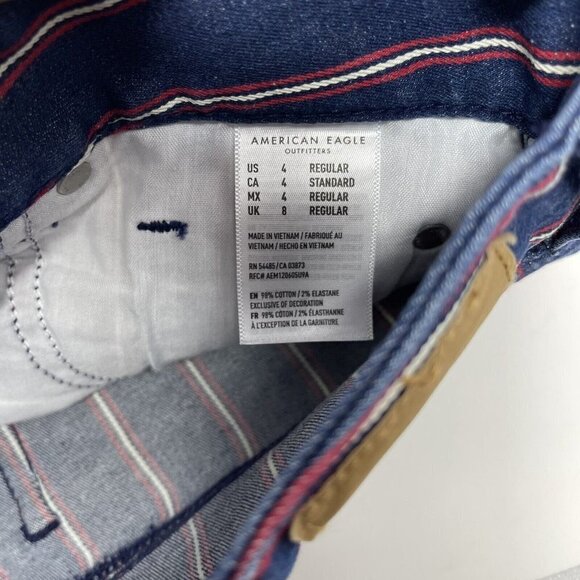 AMERICAN EAGLE
OUTFITTERS
US 4 REGULAR
CA 4 STANDARD
MX 4 REGULAR
UK 8 REGULAR
MADE IN VIETNAM / FABRIQUÉ AU
VIETNAM / HECHO EN VIETNAM
RN 54485/CA 03873
RFC# AEM120605U9A
EN 98% COTTON / 2% ELASTANE
EXCLUSIVE OF DECORATION
FR 98% COTON / 2% ÉLASTHANNE
À L'EXCEPTION DE LA GARNITURE